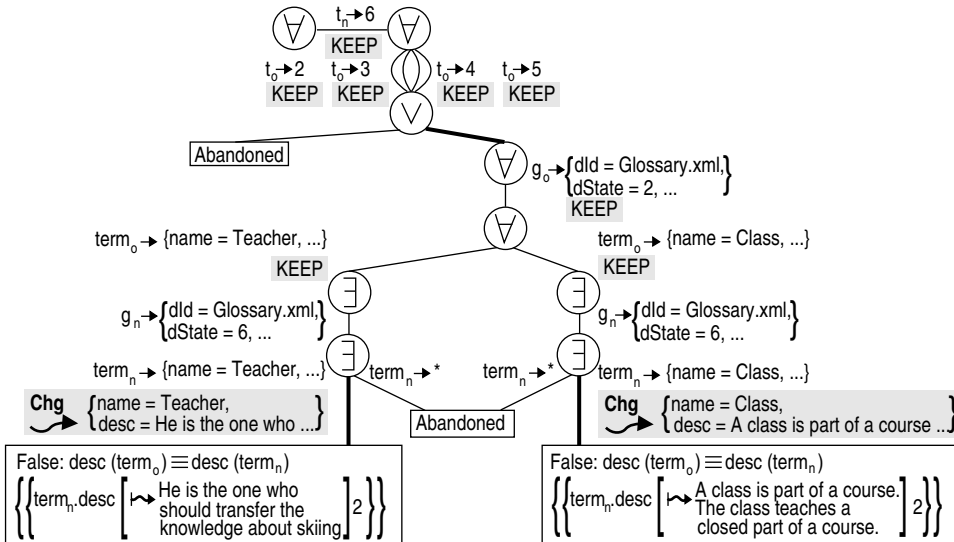 tn→6
∀ ∀
KEEP
to→2 to→3 to→4 to→5
KEEP KEEP KEEP KEEP
∨
Abandoned
∀ go→{dId = Glossary.xml,
dState = 2, ...}
KEEP
∀
termo→ {name = Teacher, ...} termo→ {name = Class, ...}
KEEP KEEP
∃ ∃
gn→{dId = Glossary.xml, gn→{dId = Glossary.xml,
dState = 6, ...} dState = 6, ...}
∃ ∃
termn→ {name = Teacher, ...} termn→* termn→* termn→ {name = Class, ...}
Chg {name = Teacher, Abandoned Chg {name = Class,
desc = He is the one who ...} desc = A class is part of a course ...}
False: desc (termo) ≡ desc (termn) False: desc (termo) ≡ desc (termn)
{{termn.desc [↝ He is the one who {{termn.desc [↝ A class is part of a course.
should transfer the ]2}} The class teaches a ]2}}
knowledge about skiing closed part of a course.